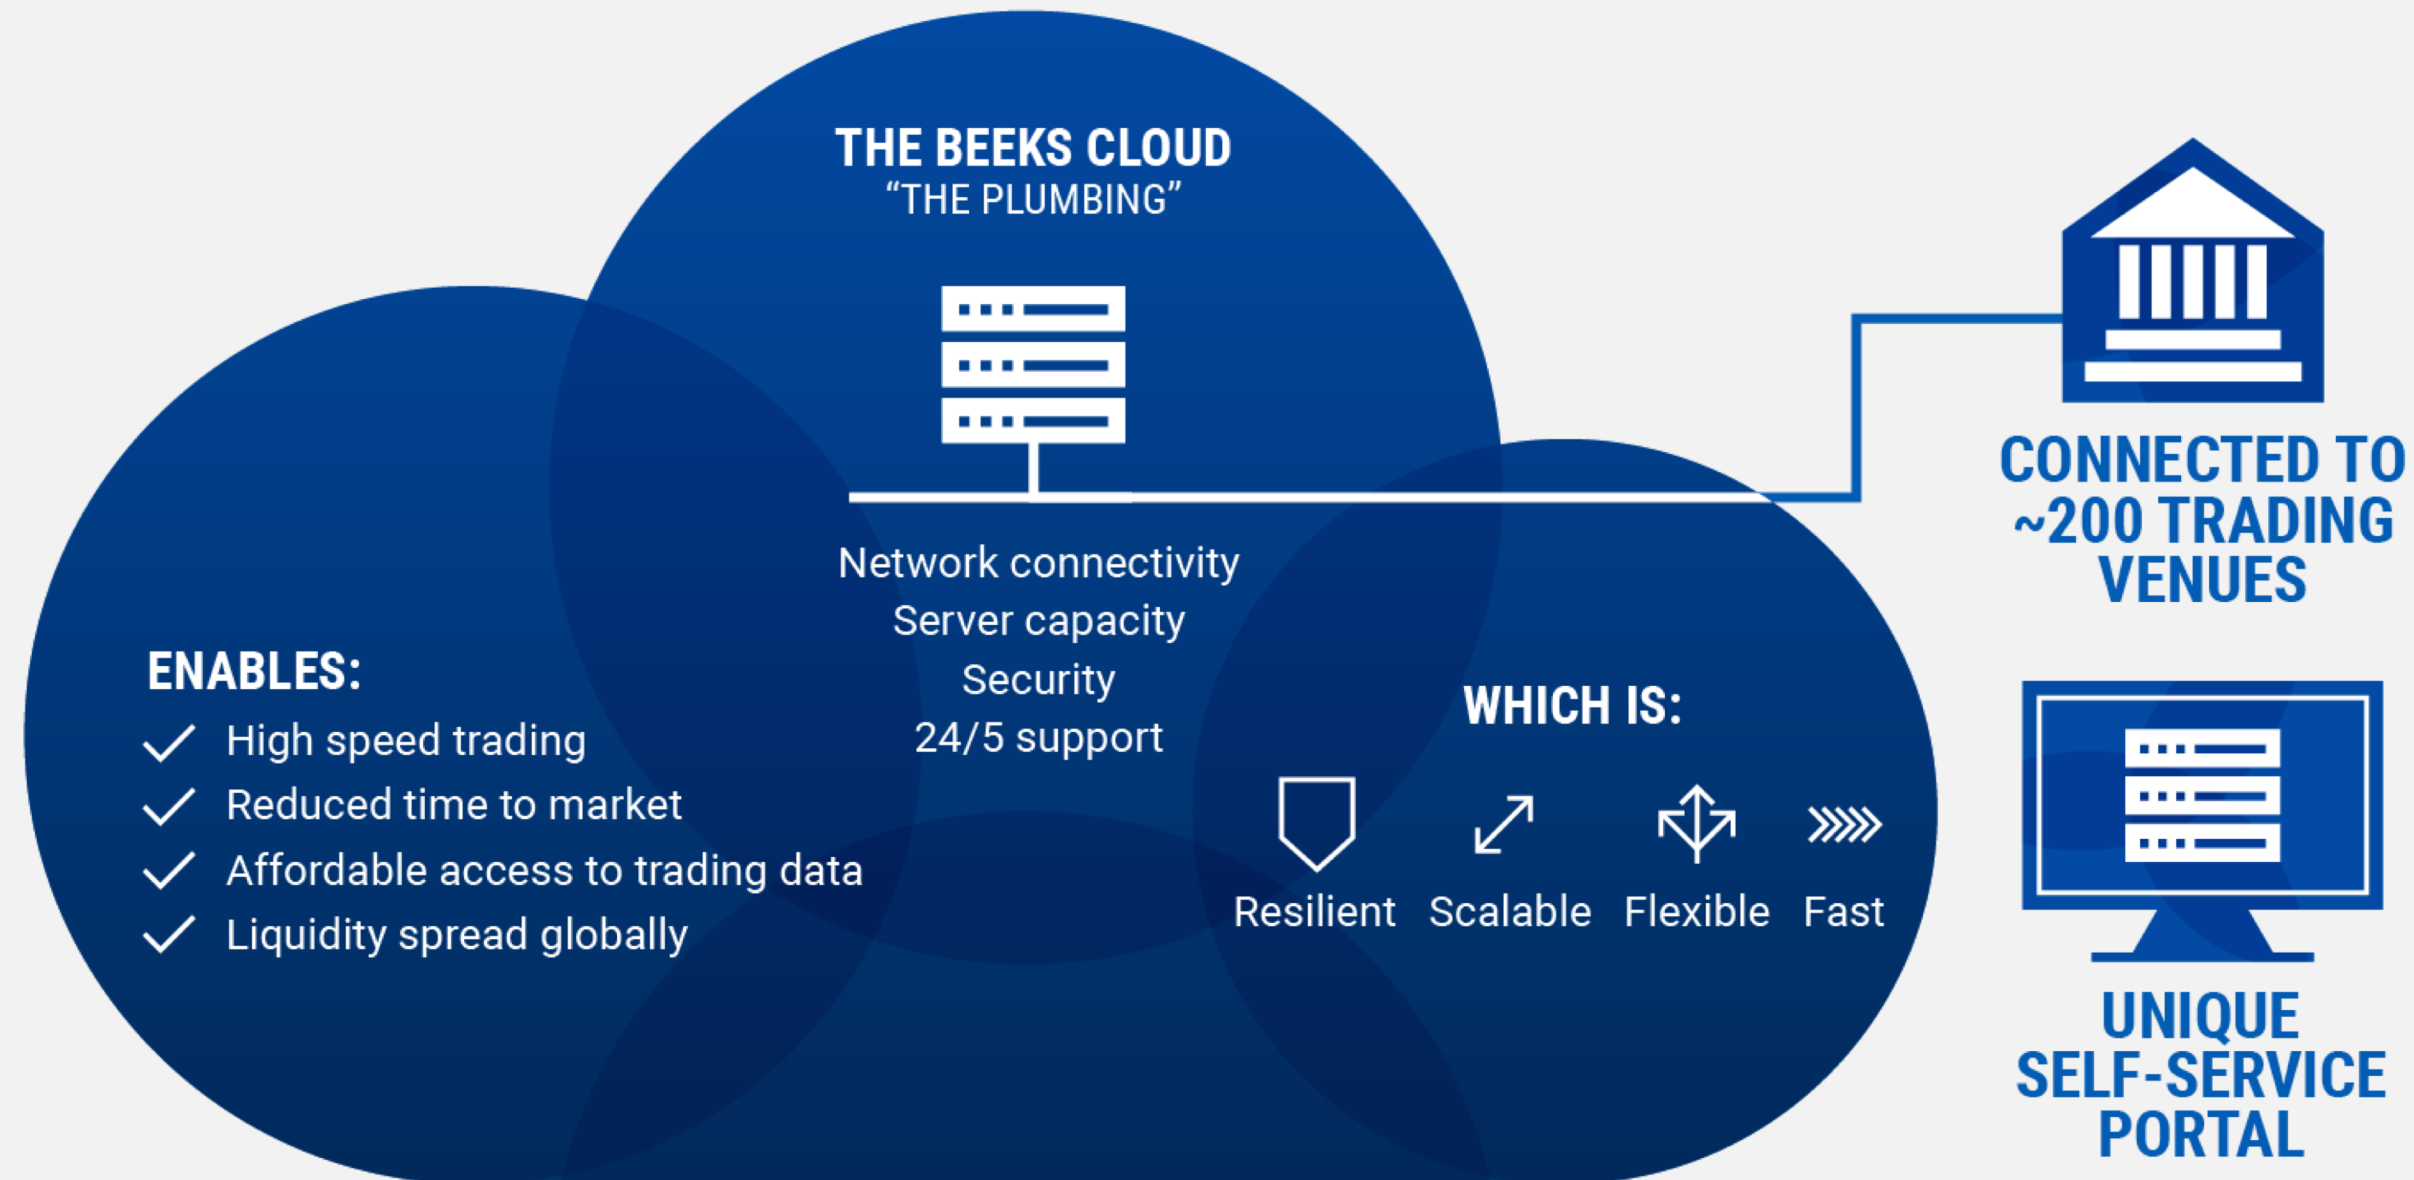 THE BEEKS CLOUD
“THE PLUMBING”
Network connectivity
Server capacity
Security
24/5 support
ENABLES:
High speed trading
Reduced time to market
Affordable access to trading data
Liquidity spread globally
WHICH IS:
Resilient Scalable Flexible Fast
CONNECTED TO
~200 TRADING
VENUES
UNIQUE
SELF-SERVICE
PORTAL